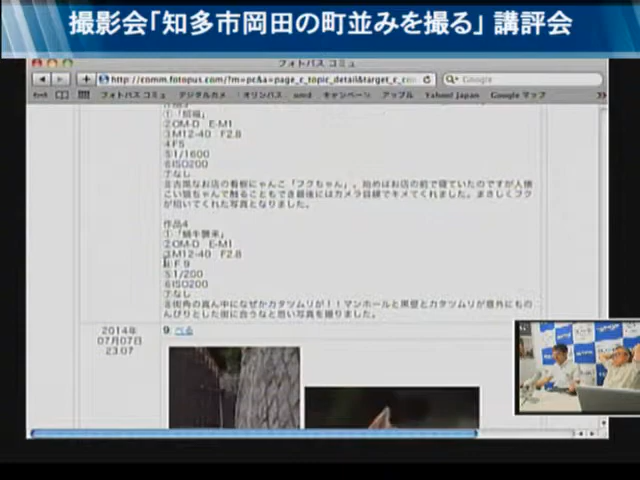 撮影会「知多市岡田の町並みを撮る」 講評会
フォトパス コミュ
http://comm.fotopus.com/?m=pc&a=page_c_topic_detail&target_c_com
Google
フォトパス コミュ デジタルカメ オリンパス amd キャンペーン アップル Yahoo! Japan Google マップ
①「招福」
②OM-D E-M1
③M12-40 F2.8
④F5
⑤1/1600
⑥ISO200
⑦なし
⑧古風なお店の看板にゃんこ「フクちゃん」。始めはお店の前で寝ていたのですが人懐
こい猫ちゃんで触ることもでき最後にはカメラ目線でキメてくれました。まさしくフク
が招いてくれた写真となりました。
作品4
①「蝸牛襲来」
②OM-D E-M1
③M12-40 F2.8
④F 9
⑤1/200
⑥ISO200
⑦なし
⑧街角の真ん中になぜかカタツムリが！！マンホールと黒壁とカタツムリが意外にもの
んびりとした街に合うなと思い写真を撮りました。
2014年
07月07日
23:07
9: べる